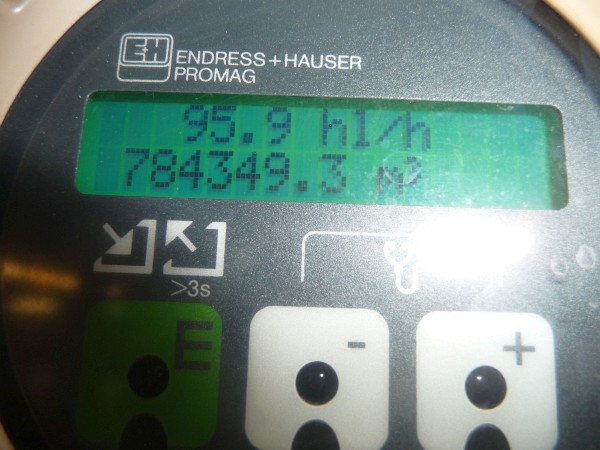 E+H
ENDRESS+HAUSER
PROMAG
95.9 hl/h
784349.3 m³
>3s
E
-
+